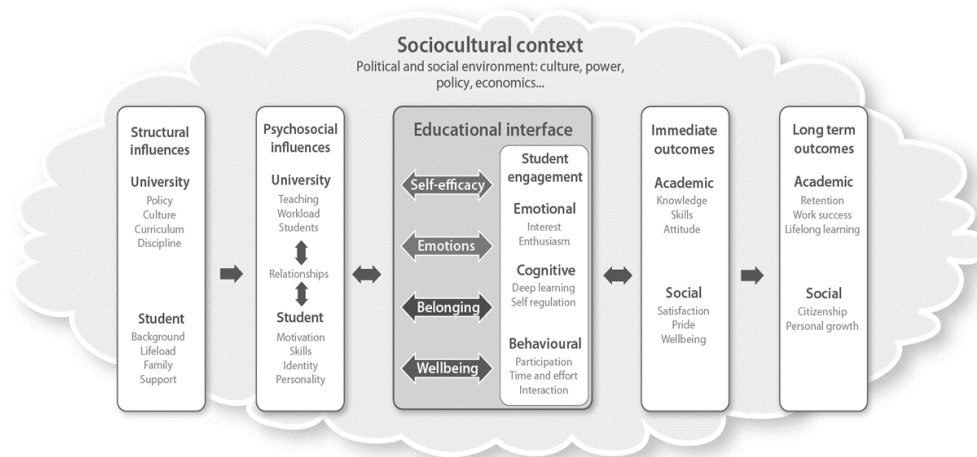 Sociocultural context
Political and social environment: culture, power,
policy, economics...
Structural
influences
University
Policy
Culture
Curriculum
Discipline
Student
Background
Lifeload
Family
Support
Psychosocial
influences
University
Teaching
Workload
Students
Relationships
Student
Motivation
Skills
Identity
Personality
Educational interface
Self-efficacy
Emotions
Belonging
Wellbeing
Student
engagement
Emotional
Interest
Enthusiasm
Cognitive
Deep learning
Self regulation
Behavioural
Participation
Time and effort
Interaction
Immediate
outcomes
Academic
Knowledge
Skills
Attitude
Social
Satisfaction
Pride
Wellbeing
Long term
outcomes
Academic
Retention
Work success
Lifelong learning
Social
Citizenship
Personal growth